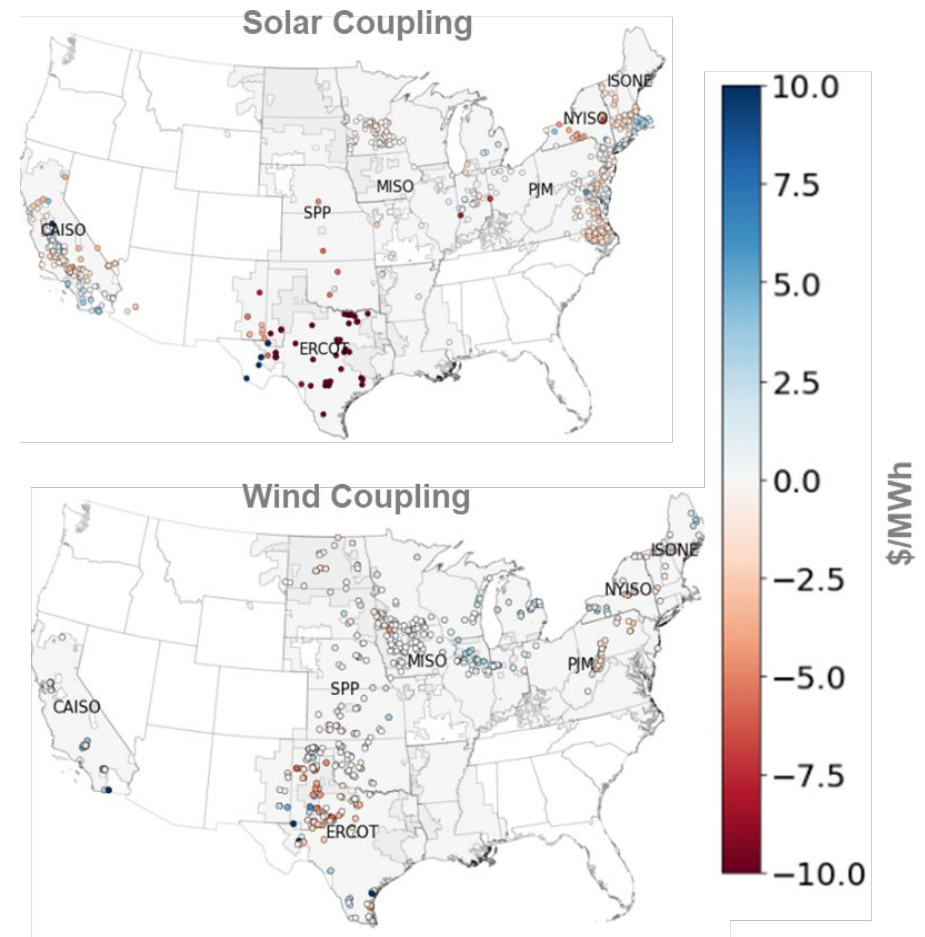 Solar Coupling
ISONE
NYISO
MISO
PJM
SPP
CAISO
ERCOT
10.0
7.5
5.0
2.5
0.0
−2.5
−5.0
−7.5
−10.0
$/MWh
Wind Coupling
ISONE
NYISO
MISO
PJM
SPP
CAISO
ERCOT